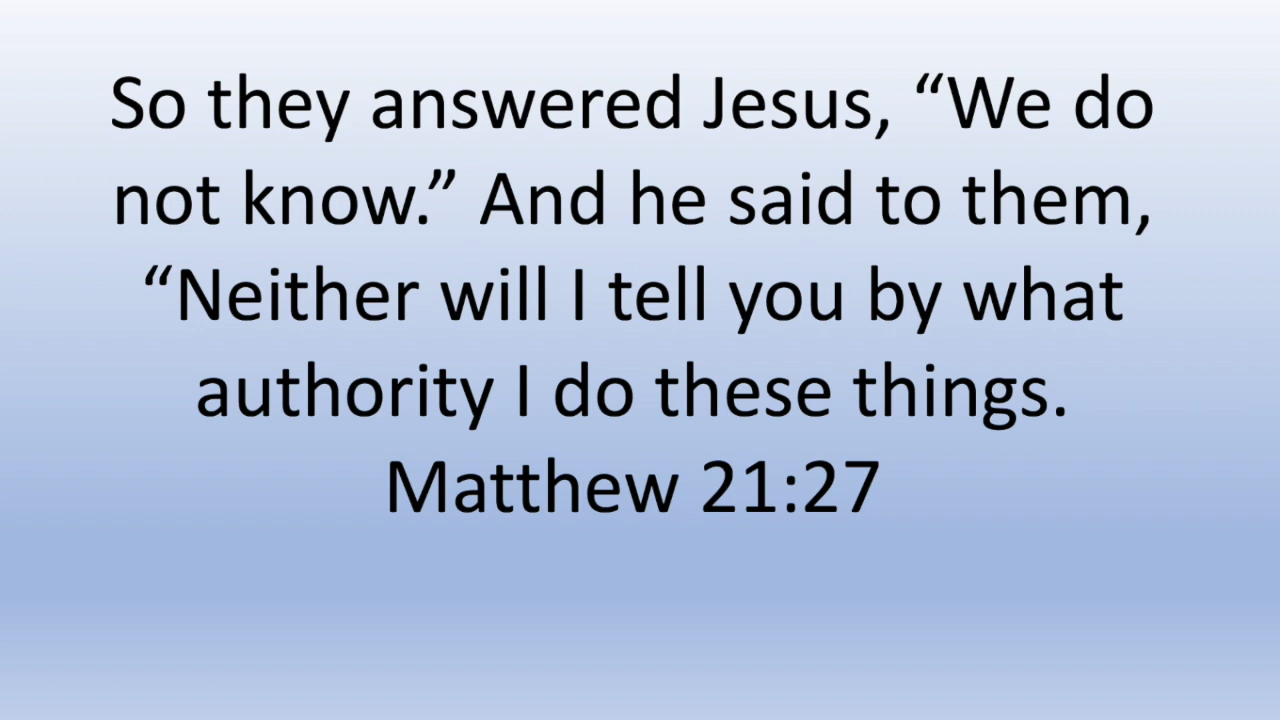 So they answered Jesus, “We do
not know.” And he said to them,
“Neither will I tell you by what
authority I do these things.
Matthew 21:27